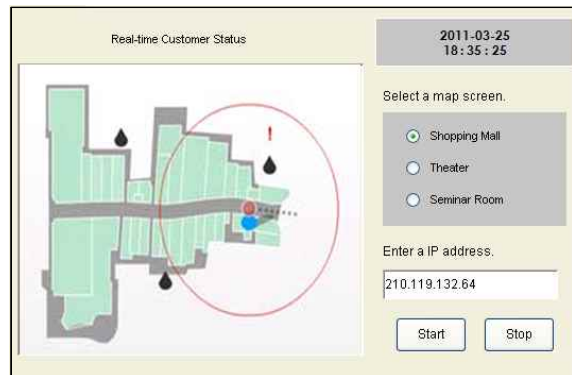 Real-time Customer Status
2011-03-25
18:35:25
Select a map screen.
!
Shopping Mall
Theater
Seminar Room
Enter a IP address.
210.119.132.64
Start
Stop